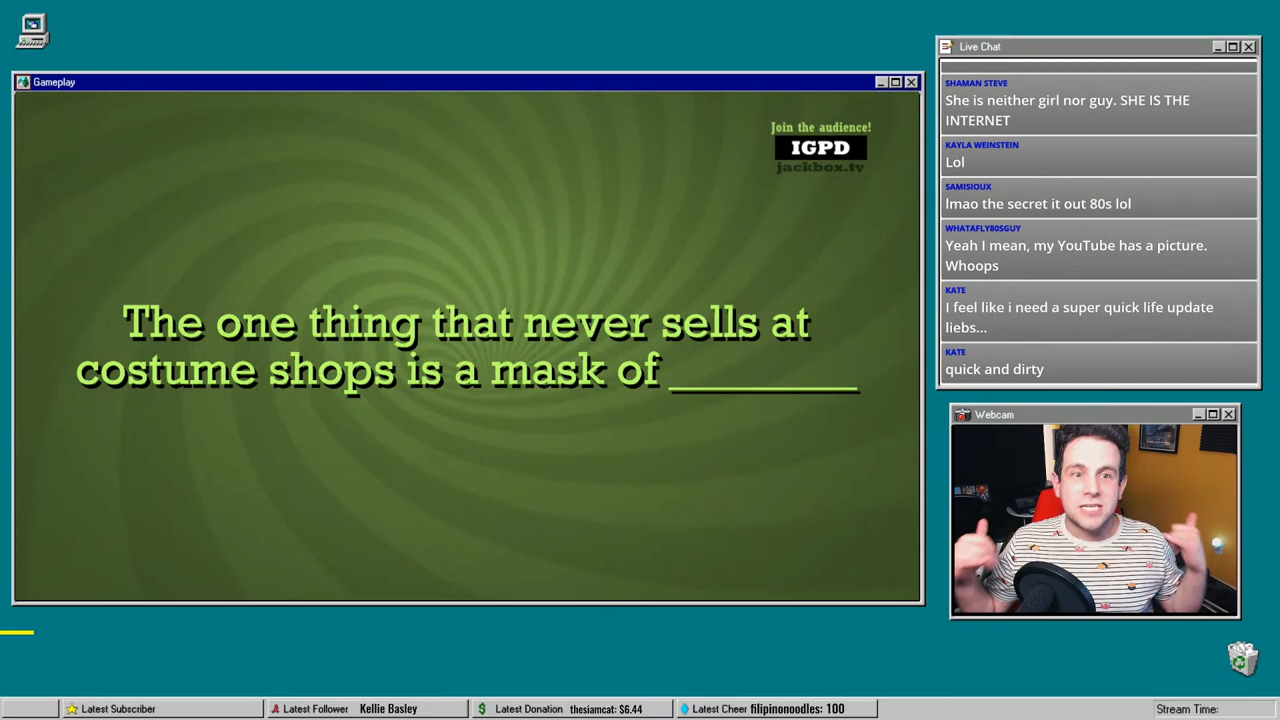 Gameplay
Join the audience!
IGPD
jackbox.tv
The one thing that never sells at
costume shops is a mask of ________
Live Chat
SHAMAN STEVE
She is neither girl nor guy. SHE IS THE
INTERNET
KAYLA WEINSTEIN
Lol
SAMISIOUX
lmao the secret it out 80s lol
WHATAFLY80SGUY
Yeah I mean, my YouTube has a picture.
Whoops
KATE
I feel like i need a super quick life update
liebs...
KATE
quick and dirty
Webcam
Latest Subscriber
Latest Follower Kellie Basley
Latest Donation thesiamcat: $6.44
Latest Cheer filipinonoodles: 100
Stream Time: